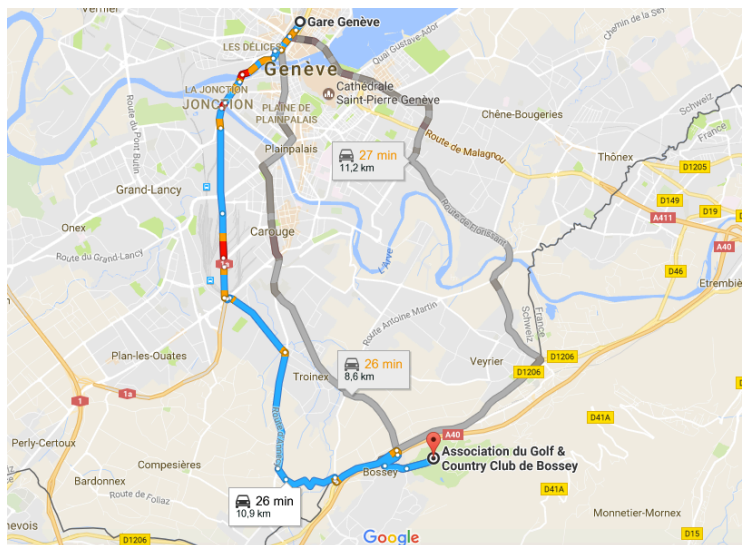 Vernier
Gare Genève
Chemin de la Sey
LES DÉLICES
Quai Gustave-Ador
Genève
LA JONCTION
JONCTION
Cathédrale
Saint-Pierre Genève
Chêne-Bougeries
Schweiz
France
PLAINE DE
PLAINPALAIS
Route du Pont Butin
Route de Malagnou
Thônex
D1205
Plainpalais
27 min
11,2 km
Grand-Lancy
D149
D19
A411
A40
Onex
Carouge
Route de Florissant
Route du Grand-Lancy
L'Arve
D46
1a
Etrembiè
Route Antoine Martin
France
Schweiz
Plan-les-Ouates
26 min
8,6 km
Veyrier
D1206
D1206
D1206
Troinex
1
1a
D41A
A40
Perly-Certoux
Association du Golf &
Country Club de Bossey
Compesières
Bossey
Bardonnex
Route de Foliaz
D41A
26 min
10,9 km
Monnetier-Mornex
henevois
D1206
Google
D15